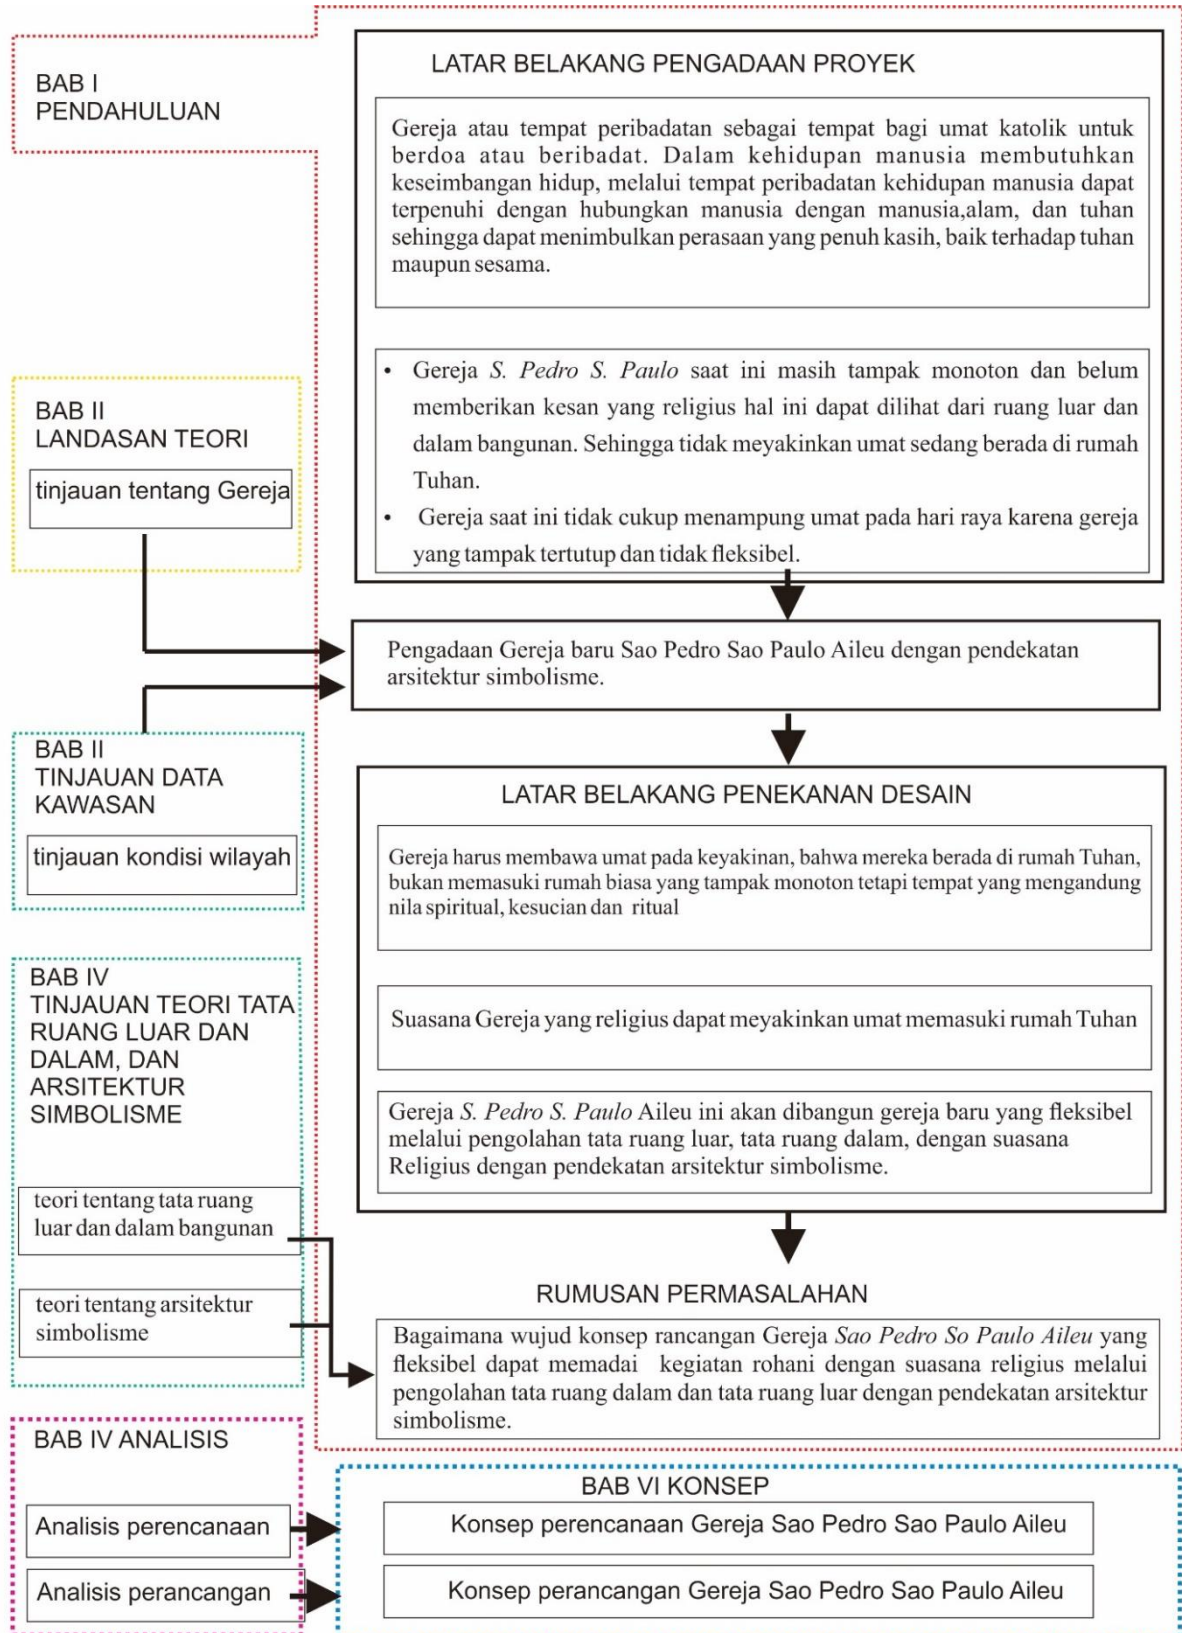 BAB I
PENDAHULUAN
LATAR BELAKANG PENGADAAN PROYEK
Gereja atau tempat peribadatan sebagai tempat bagi umat katolik untuk
berdoa atau beribadat. Dalam kehidupan manusia membutuhkan
keseimbangan hidup, melalui tempat peribadatan kehidupan manusia dapat
terpenuhi dengan hubungkan manusia dengan manusia,alam, dan tuhan
sehingga dapat menimbulkan perasaan yang penuh kasih, baik terhadap tuhan
maupun sesama.
• Gereja S. Pedro S. Paulo saat ini masih tampak monoton dan belum
memberikan kesan yang religius hal ini dapat dilihat dari ruang luar dan
dalam bangunan. Sehingga tidak meyakinkan umat sedang berada di rumah
Tuhan.
• Gereja saat ini tidak cukup menampung umat pada hari raya karena gereja
yang tampak tertutup dan tidak fleksibel.
BAB II
LANDASAN TEORI
tinjauan tentang Gereja
Pengadaan Gereja baru Sao Pedro Sao Paulo Aileu dengan pendekatan
arsitektur simbolisme.
BAB II
TINJAUAN DATA
KAWASAN
tinjauan kondisi wilayah
LATAR BELAKANG PENEKANAN DESAIN
Gereja harus membawa umat pada keyakinan, bahwa mereka berada di rumah Tuhan,
bukan memasuki rumah biasa yang tampak monoton tetapi tempat yang mengandung
nila spiritual, kesucian dan ritual
Suasana Gereja yang religius dapat meyakinkan umat memasuki rumah Tuhan
Gereja S. Pedro S. Paulo Aileu ini akan dibangun gereja baru yang fleksibel
melalui pengolahan tata ruang luar, tata ruang dalam, dengan suasana
Religius dengan pendekatan arsitektur simbolisme.
BAB IV
TINJAUAN TEORI TATA
RUANG LUAR DAN
DALAM, DAN
ARSITEKTUR
SIMBOLISME
teori tentang tata ruang
luar dan dalam bangunan
teori tentang arsitektur
simbolisme
RUMUSAN PERMASALAHAN
Bagaimana wujud konsep rancangan Gereja Sao Pedro So Paulo Aileu yang
fleksibel dapat memadai kegiatan rohani dengan suasana religius melalui
pengolahan tata ruang dalam dan tata ruang luar dengan pendekatan arsitektur
simbolisme.
BAB IV ANALISIS
Analisis perencanaan
Analisis perancangan
BAB VI KONSEP
Konsep perencanaan Gereja Sao Pedro Sao Paulo Aileu
Konsep perancangan Gereja Sao Pedro Sao Paulo Aileu